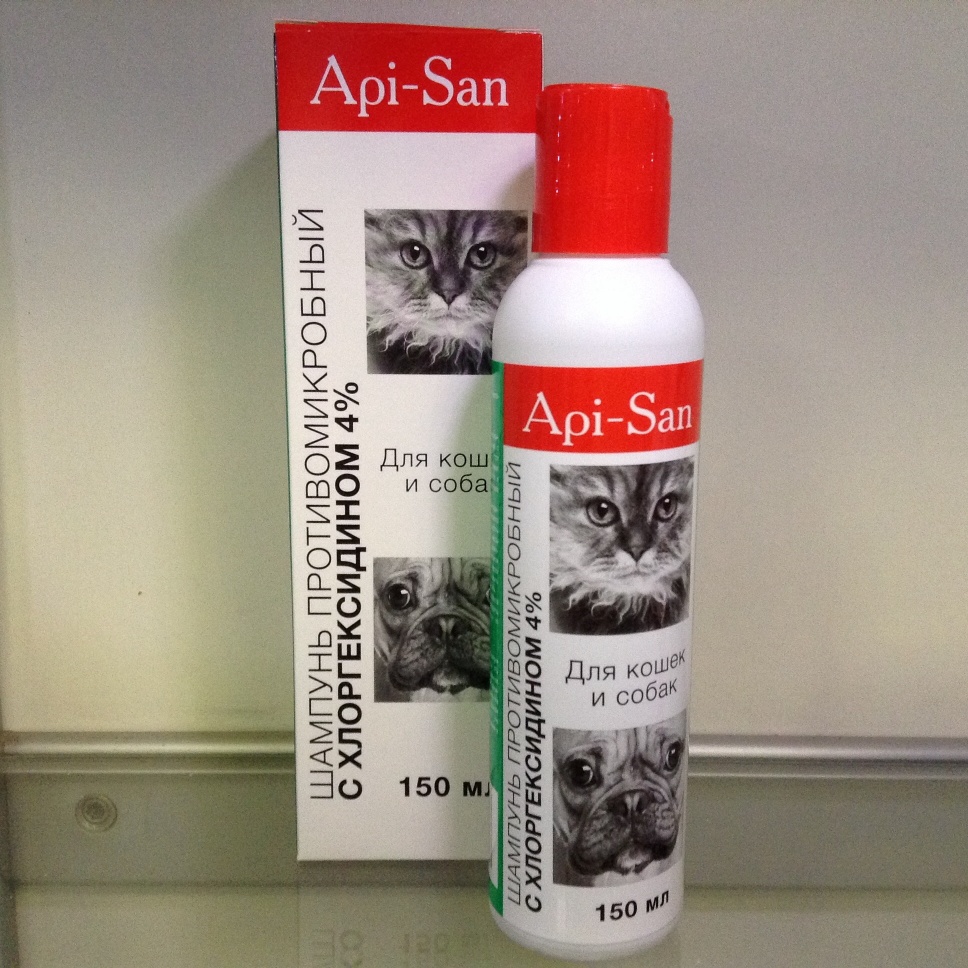 Api-San
ШАМПУНЬ ПРОТИВОМИКРОБНЫЙ
С ХЛОРГЕКСИДИНОМ 4%
Для кош
и соба
150 мл
Api-San
ШАМПУНЬ ПРОТИВОМИКРОБНЫЙ
С ХЛОРГЕКСИДИНОМ 4%
Для кошек
и собак
150 мл